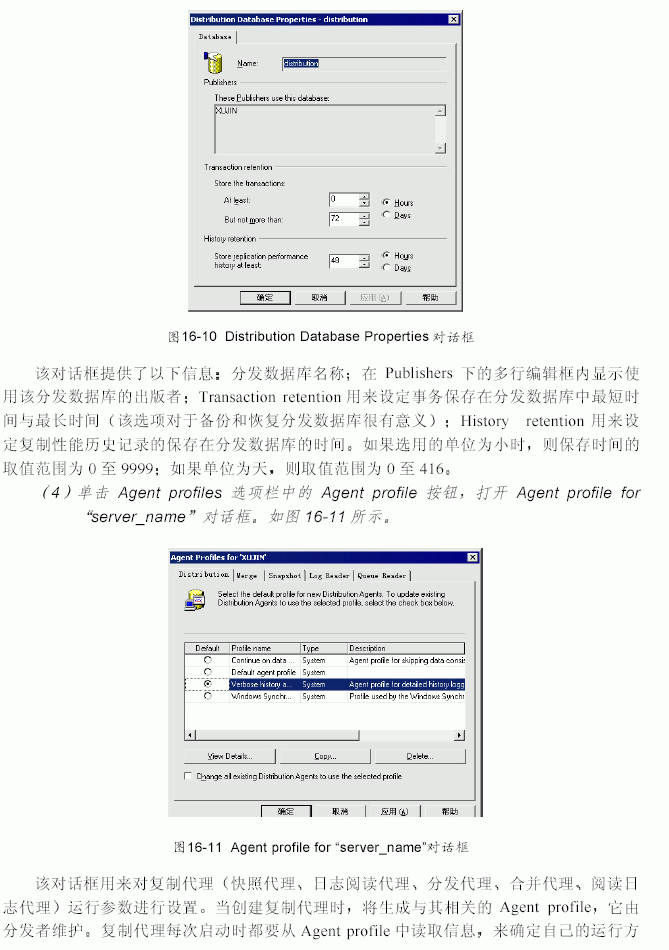 Distribution Database Properties - distribution
Database
Name: distribution
Publishers
These Publishers use this database:
XUJIN
Transaction retention
Store the transactions:
At least: 0 Hours
But not more than: 72 Days
History retention
Store replication performance history at least: 48 Hours
Days
确定 取消 应用(A) 帮助
图16-10 Distribution Database Properties 对话框
该对话框提供了以下信息：分发数据库名称；在 Publishers 下的多行编辑框内显示使
用该分发数据库的出版者；Transaction retention 用来设定事务保存在分发数据库中最短时
间与最长时间（该选项对于备份和恢复分发数据库很有意义）；History retention 用来设
定复制性能历史记录的保存在分发数据库的时间。如果选用的单位为小时，则保存时间的
取值范围为 0 至 9999；如果单位为天，则取值范围为 0 至 416。
（4）单击 Agent profiles 选项栏中的 Agent profile 按钮，打开 Agent profile for
“server_name”对话框。如图 16-11 所示。
Agent Profiles for 'XUJIN'
Distribution Merge Snapshot Log Reader Queue Reader
Select the default profile for new Distribution Agents. To update existing
Distribution Agents to use the selected profile, select the check box below.
Default Profile name Type Description
Continue on data ... System Agent profile for skipping data consis
Default agent profile System
Verbose history a... System Agent profile for detailed history logg
Windows Synchr... System Profile used by the Windows Synchr
View Details... Copy... Delete...
Change all existing Distribution Agents to use the selected profile
确定 取消 应用(A) 帮助
图16-11 Agent profile for “server_name”对话框
该对话框用来对复制代理（快照代理、日志阅读代理、分发代理、合并代理、阅读日
志代理）运行参数进行设置。当创建复制代理时，将生成与其相关的 Agent profile，它由
分发者维护。复制代理每次启动时都要从 Agent profile 中读取信息，来确定自己的运行方